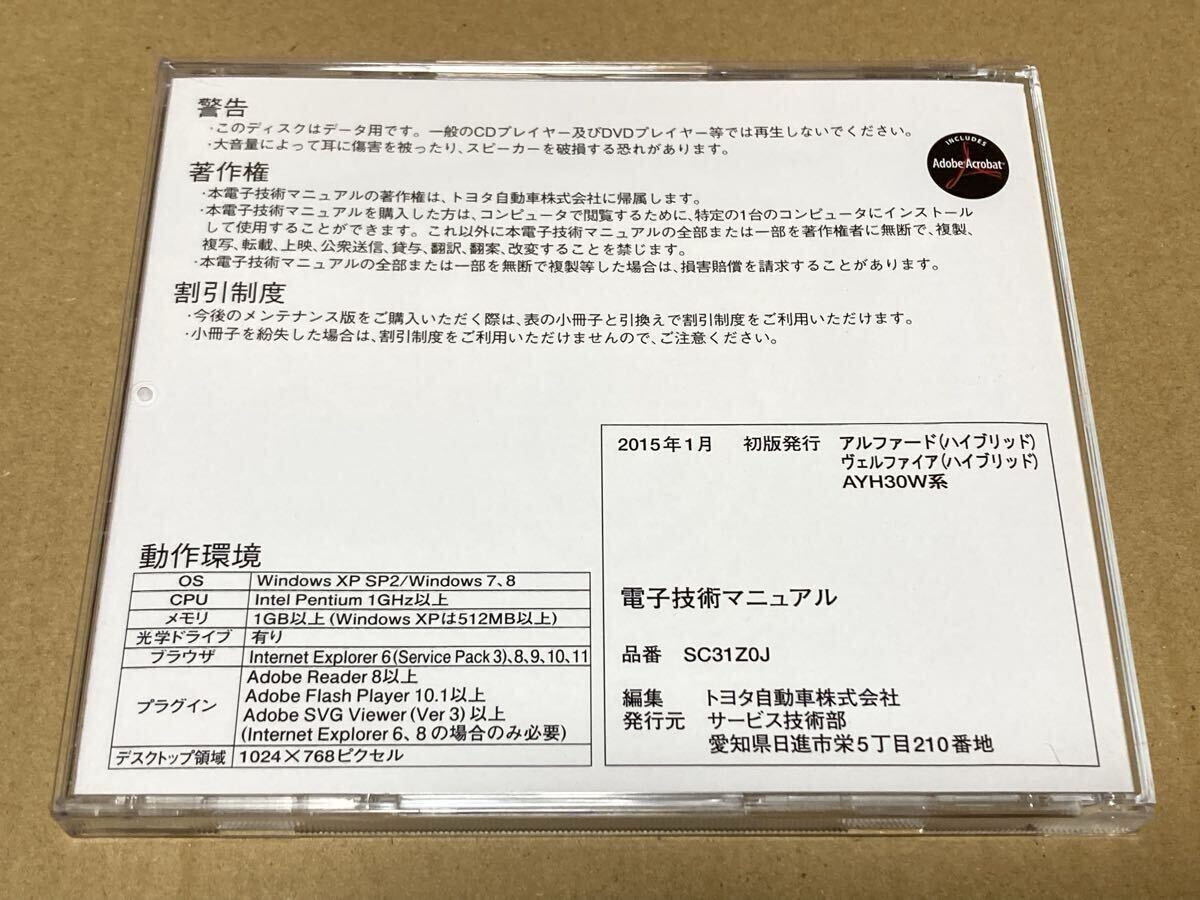 警告
・このディスクはデータ用です。一般のCDプレイヤー及びDVDプレイヤー等では再生しないでください。
・大音量によって耳に傷害を被ったり、スピーカーを破損する恐れがあります。
INCLUDES
Adobe Acrobat
著作権
・本電子技術マニュアルの著作権は、トヨタ自動車株式会社に帰属します。
・本電子技術マニュアルを購入した方は、コンピュータで閲覧するために、特定の1台のコンピュータにインストール
して使用することができます。これ以外に本電子技術マニュアルの全部または一部を著作権者に無断で、複製、
複写、転載、上映、公衆送信、貸与、翻訳、翻案、改変することを禁じます。
・本電子技術マニュアルの全部または一部を無断で複製等した場合は、損害賠償を請求することがあります。
割引制度
・今後のメンテナンス版をご購入いただく際は、表の小冊子と引換えで割引制度をご利用いただけます。
・小冊子を紛失した場合は、割引制度をご利用いただけませんので、ご注意ください。
2015年1月 初版発行 アルファード(ハイブリッド)
ヴェルファイア(ハイブリッド)
AYH30W系
電子技術マニュアル
品番 SC31Z0J
編集 トヨタ自動車株式会社
発行元 サービス技術部
愛知県日進市栄5丁目210番地
動作環境
OS Windows XP SP2/Windows 7、8
CPU Intel Pentium 1GHz以上
メモリ 1GB以上(Windows XPは512MB以上)
光学ドライブ 有り
ブラウザ Internet Explorer 6(Service Pack 3)、8、9、10、11
プラグイン Adobe Reader 8以上
Adobe Flash Player 10.1以上
Adobe SVG Viewer(Ver 3)以上
(Internet Explorer 6、8の場合のみ必要)
デスクトップ領域 1024×768ピクセル